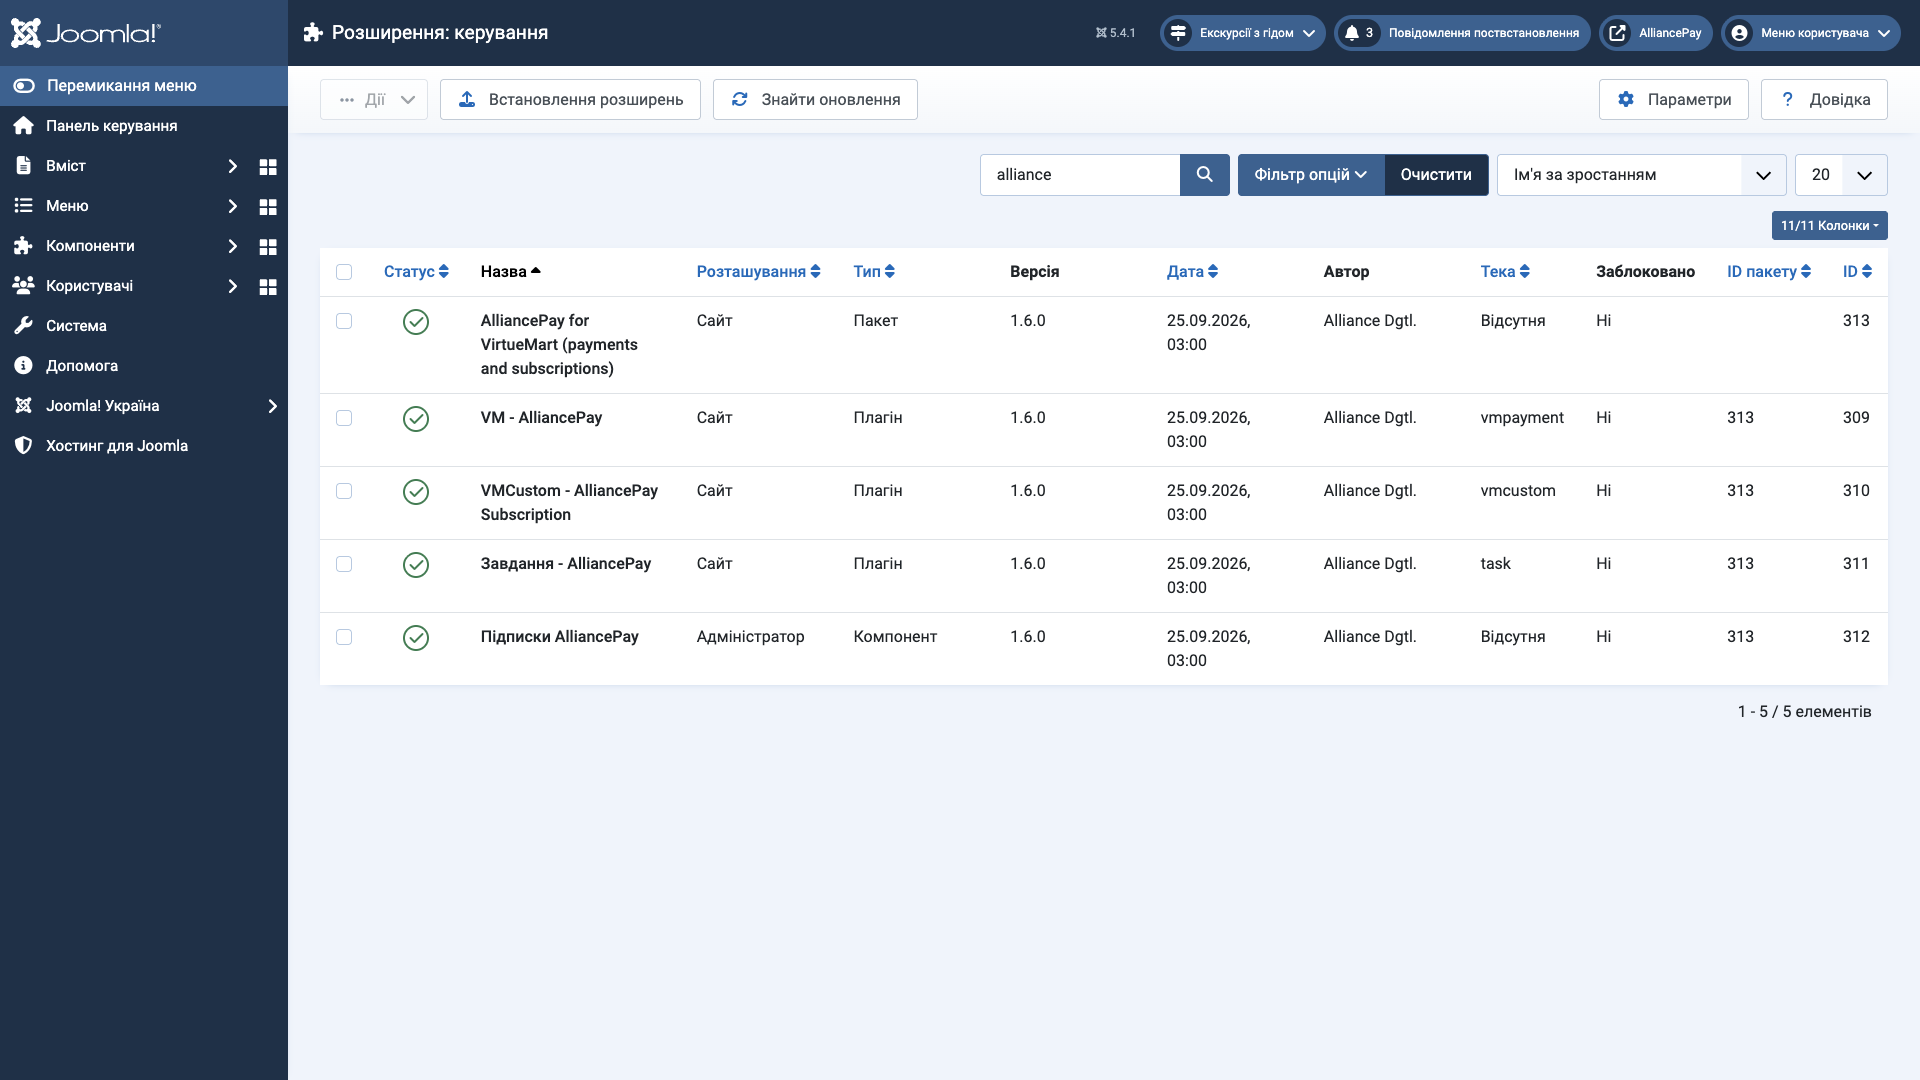 Joomla!
Розширення: керування
5.4.1
Екскурсії з гідом
3
Повідомлення поствстановлення
AlliancePay
Меню користувача
Перемикання меню
Панель керування
Вміст
Меню
Компоненти
Користувачі
Система
Допомога
Joomla! Україна
Хостинг для Joomla
Дії
Встановлення розширень
Знайти оновлення
Параметри
? Довідка
alliance
Фільтр опцій
Очистити
Ім'я за зростанням
20
11/11 Колонки
Статус Назва Розташування Тип Версія Дата Автор Тека Заблоковано ID пакету ID
AlliancePay for Сайт Пакет 1.6.0 25.09.2026, Alliance Dgtl. Відсутня Ні 313
VirtueMart (payments 03:00
and subscriptions)
VM - AlliancePay Сайт Плагін 1.6.0 25.09.2026, Alliance Dgtl. vmpayment Ні 313 309
03:00
VMCustom - AlliancePay Сайт Плагін 1.6.0 25.09.2026, Alliance Dgtl. vmcustom Ні 313 310
Subscription 03:00
Завдання - AlliancePay Сайт Плагін 1.6.0 25.09.2026, Alliance Dgtl. task Ні 313 311
03:00
Підписки AlliancePay Адміністратор Компонент 1.6.0 25.09.2026, Alliance Dgtl. Відсутня Ні 313 312
03:00
1 - 5 / 5 елементів